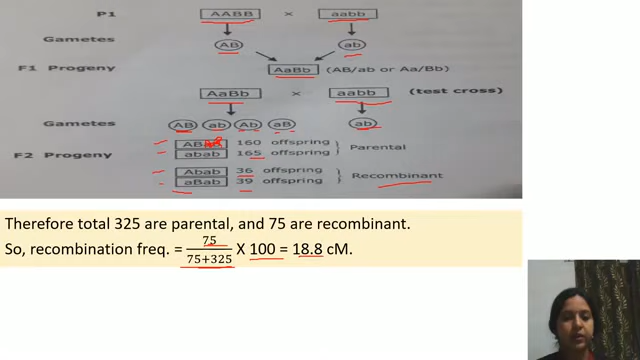 P1 AABB × aabb
Gametes AB ab
F1 Progeny AaBb (AB/ab or Aa/Bb)
AaBb × aabb (test cross)
Gametes AB ab Ab aB ab
160 offspring
F2 Progeny abab 165 offspring Parental
Abab 36 offspring
aBab 39 offspring Recombinant
Therefore total 325 are parental, and 75 are recombinant.
So, recombination freq. = 75/75+325 X 100 = 18.8 cM.